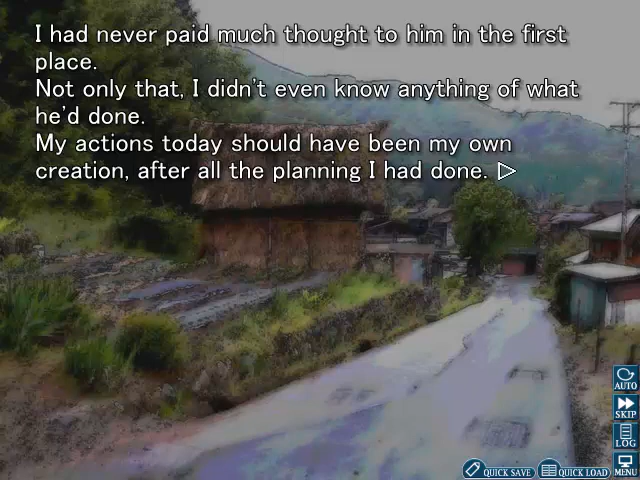 I had never paid much thought to him in the first
place.
Not only that, I didn't even know anything of what
he'd done.
My actions today should have been my own
creation, after all the planning I had done.
AUTO
SKIP
LOG
MENU
QUICK SAVE
QUICK LOAD